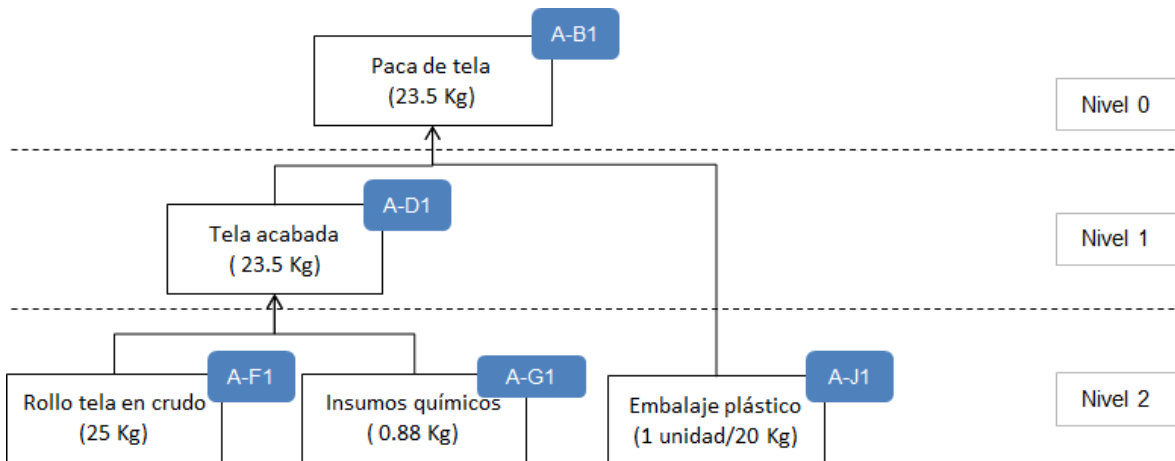 A-B1
Paca de tela
(23.5 Kg)
Nivel 0
A-D1
Tela acabada
( 23.5 Kg)
Nivel 1
A-F1
Rollo tela en crudo
(25 Kg)
A-G1
Insumos químicos
( 0.88 Kg)
A-J1
Embalaje plástico
(1 unidad/20 Kg)
Nivel 2